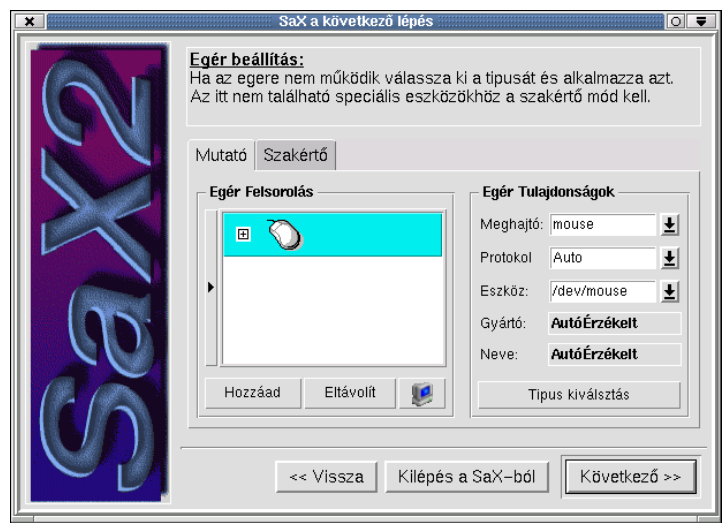 SaX a következő lépés
SaX2
Egér beállítás:
Ha az egere nem működik válassza ki a tipusát és alkalmazza azt.
Az itt nem található speciális eszközökhöz a szakértő mód kell.
Mutató Szakértő
Egér Felsorolás
Egér Tulajdonságok
Meghajtó: mouse
Protokol Auto
Eszköz: /dev/mouse
Gyártó: AutóÉrzékelt
Neve: AutóÉrzékelt
Hozzáad Eltávolít
Tipus kiválsztás
<< Vissza Kilépés a SaX-ból Következő >>